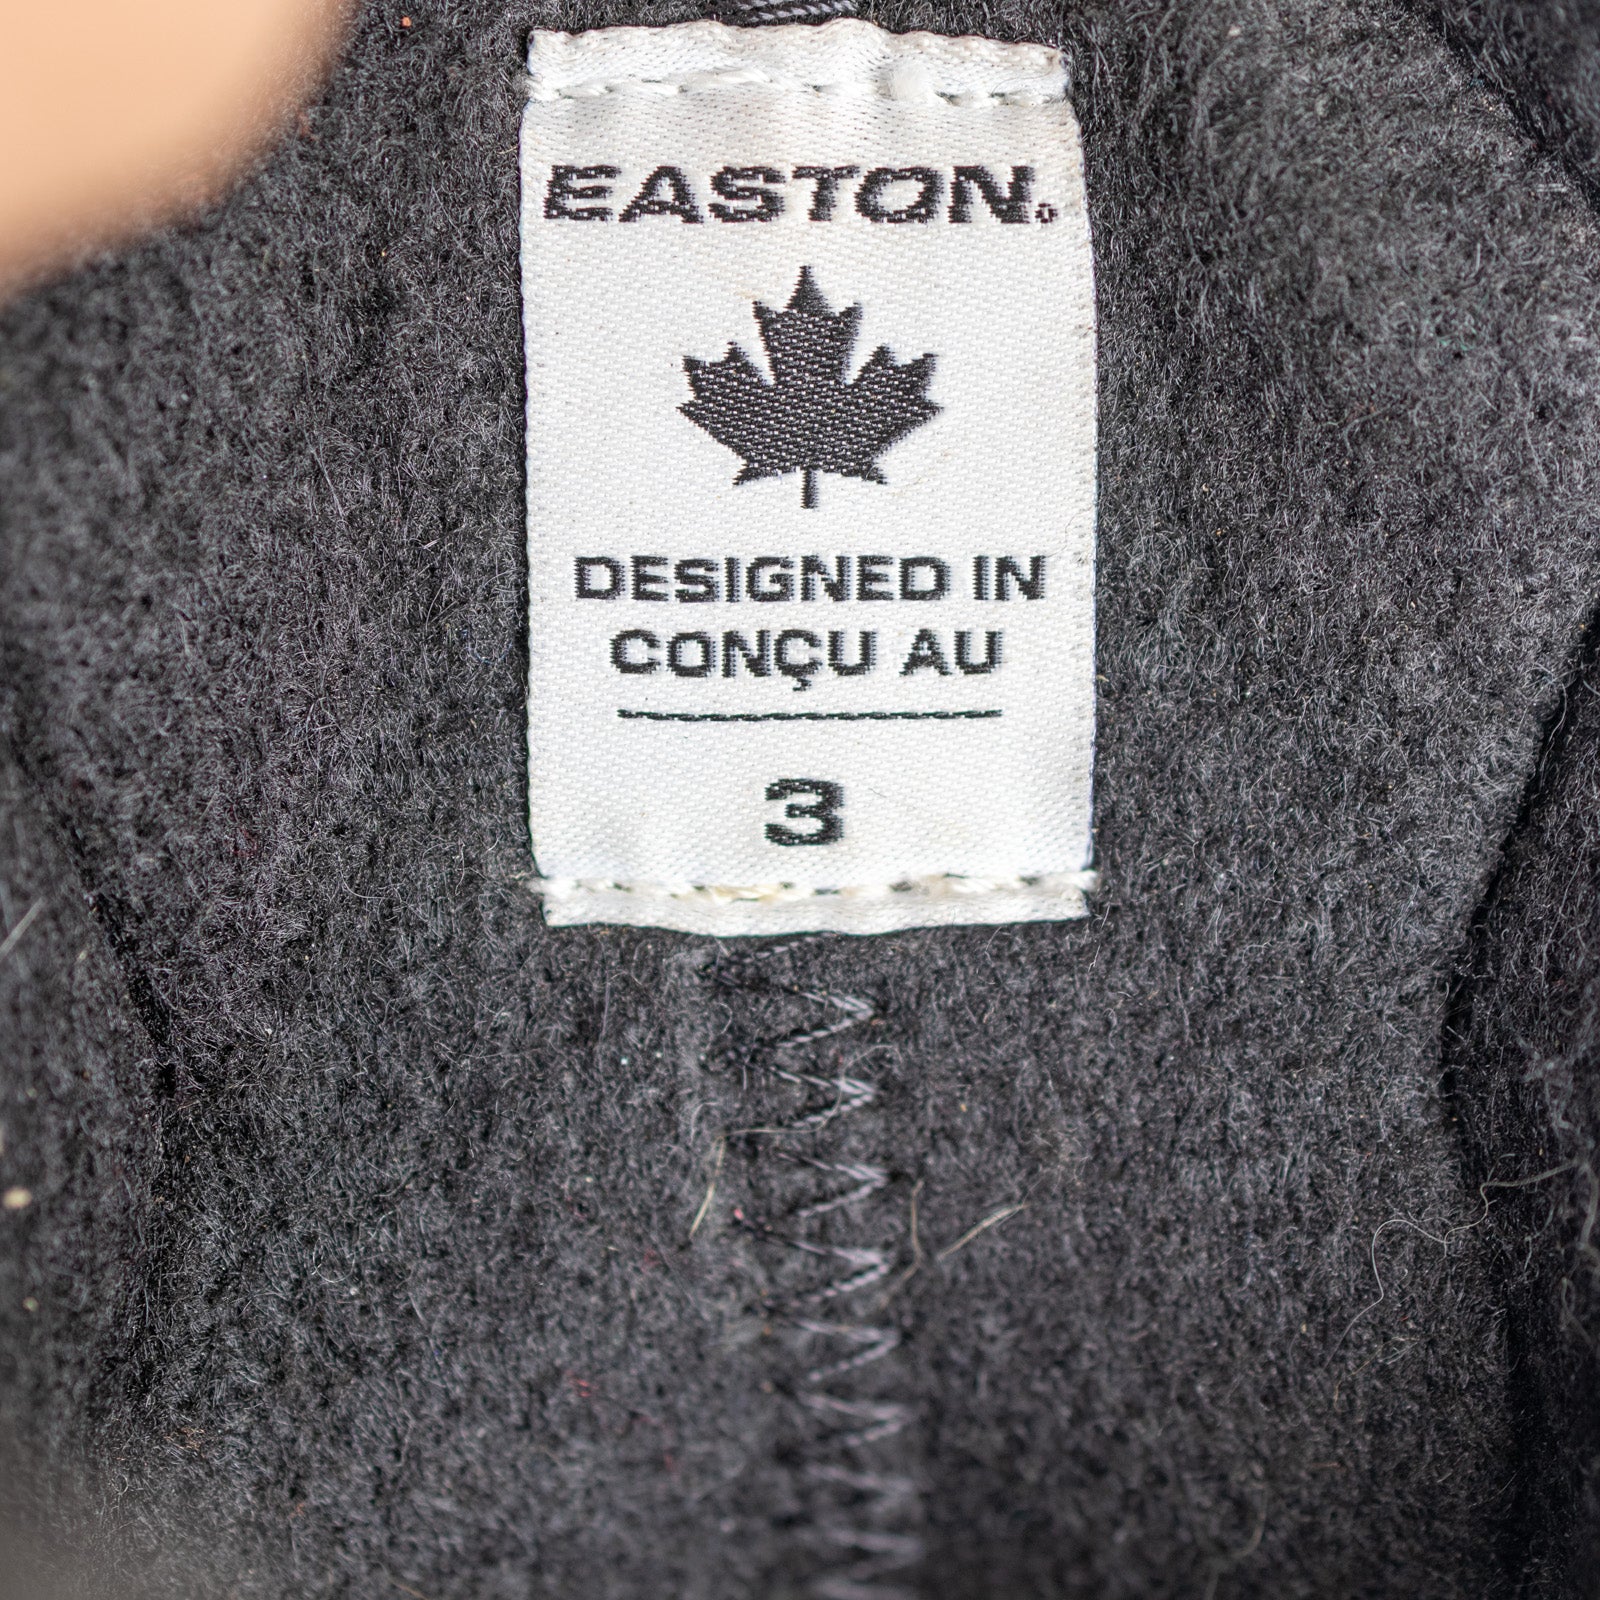 EASTON
DESIGNED IN
CONÇU AU
3